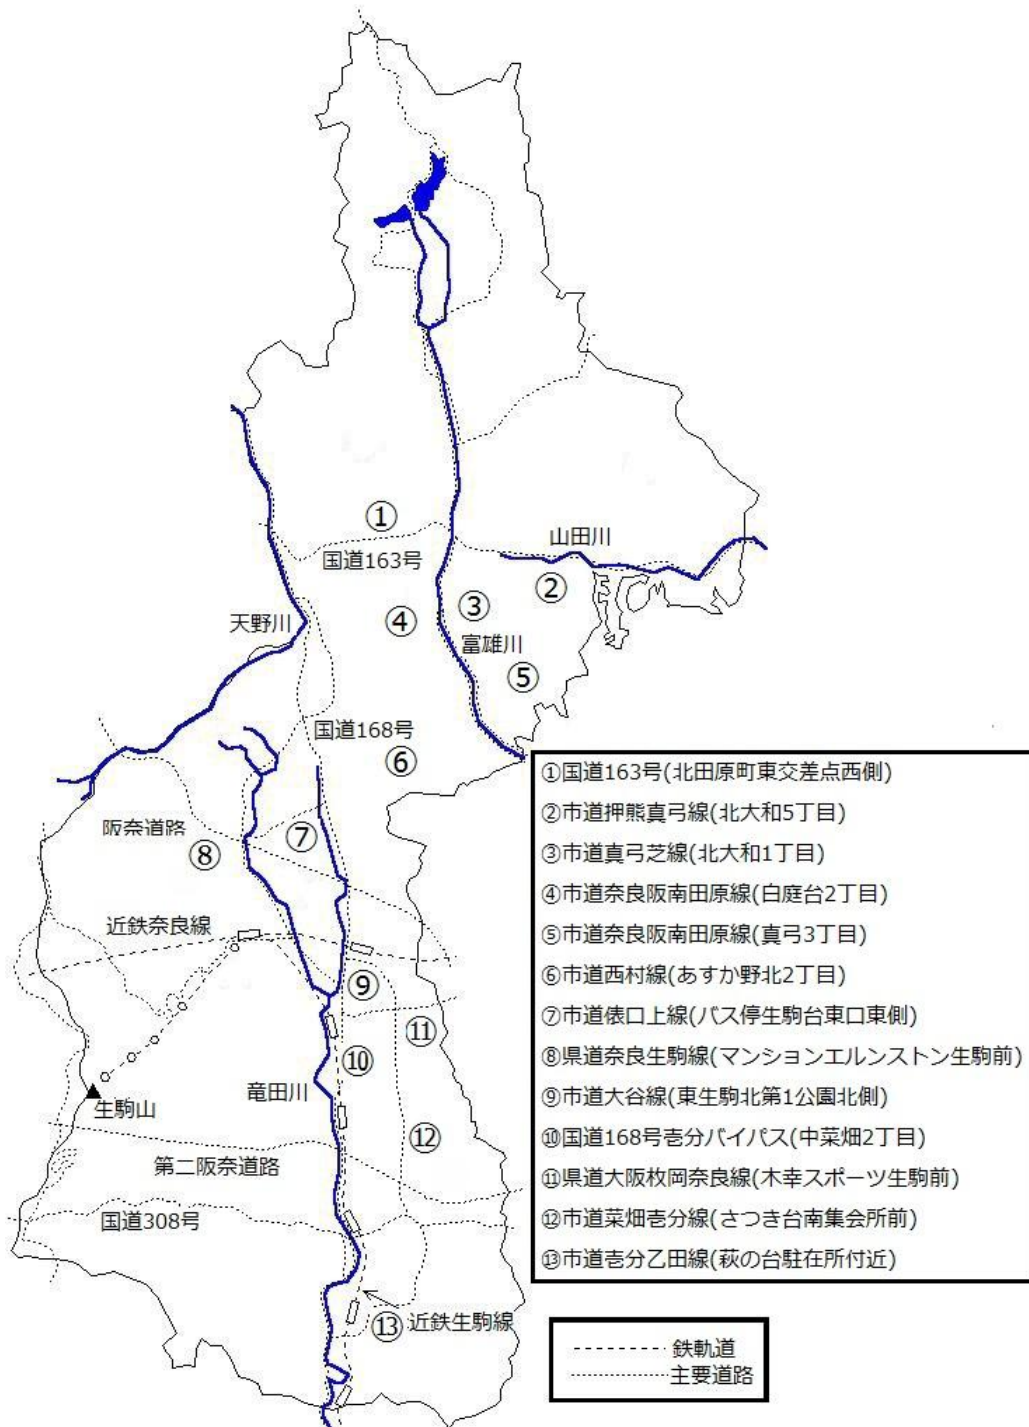 ①
国道163号
山田川
②
③
④
天野川
富雄川
⑤
国道168号
⑥
阪奈道路
⑦
⑧
近鉄奈良線
⑨
⑪
⑩
竜田川
生駒山
⑫
第二阪奈道路
国道308号
⑬
近鉄生駒線
①国道163号(北田原町東交差点西側)
②市道押熊真弓線(北大和5丁目)
③市道真弓芝線(北大和1丁目)
④市道奈良阪南田原線(白庭台2丁目)
⑤市道奈良阪南田原線(真弓3丁目)
⑥市道西村線(あすか野北2丁目)
⑦市道俵口上線(バス停生駒台東口東側)
⑧県道奈良生駒線(マンションエルンストン生駒前)
⑨市道大谷線(東生駒北第1公園北側)
⑩国道168号壱分バイパス(中菜畑2丁目)
⑪県道大阪枚岡奈良線(木幸スポーツ生駒前)
⑫市道菜畑壱分線(さつき台南集会所前)
⑬市道壱分乙田線(萩の台駐在所付近)
鉄軌道
主要道路